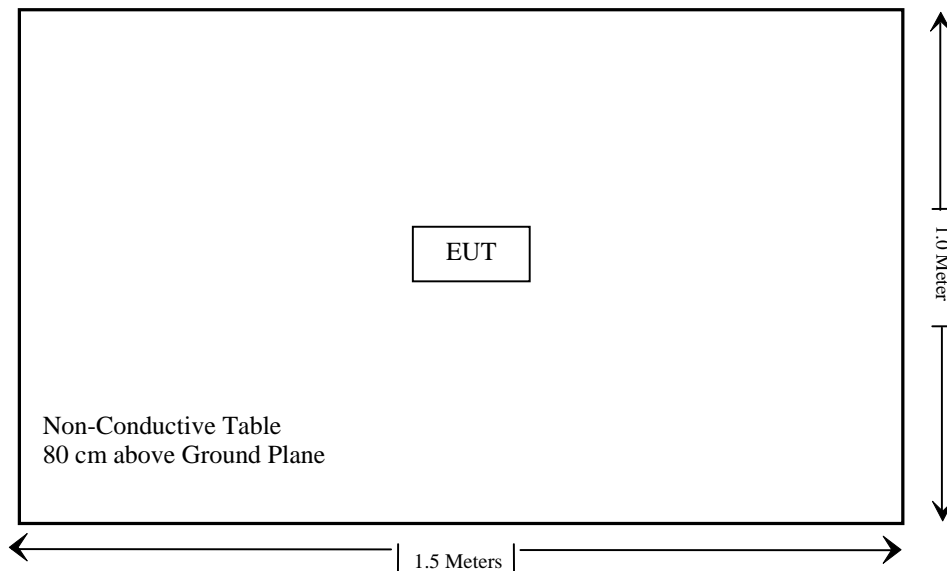 EUT
1.0 Meter
Non-Conductive Table
80 cm above Ground Plane
1.5 Meters